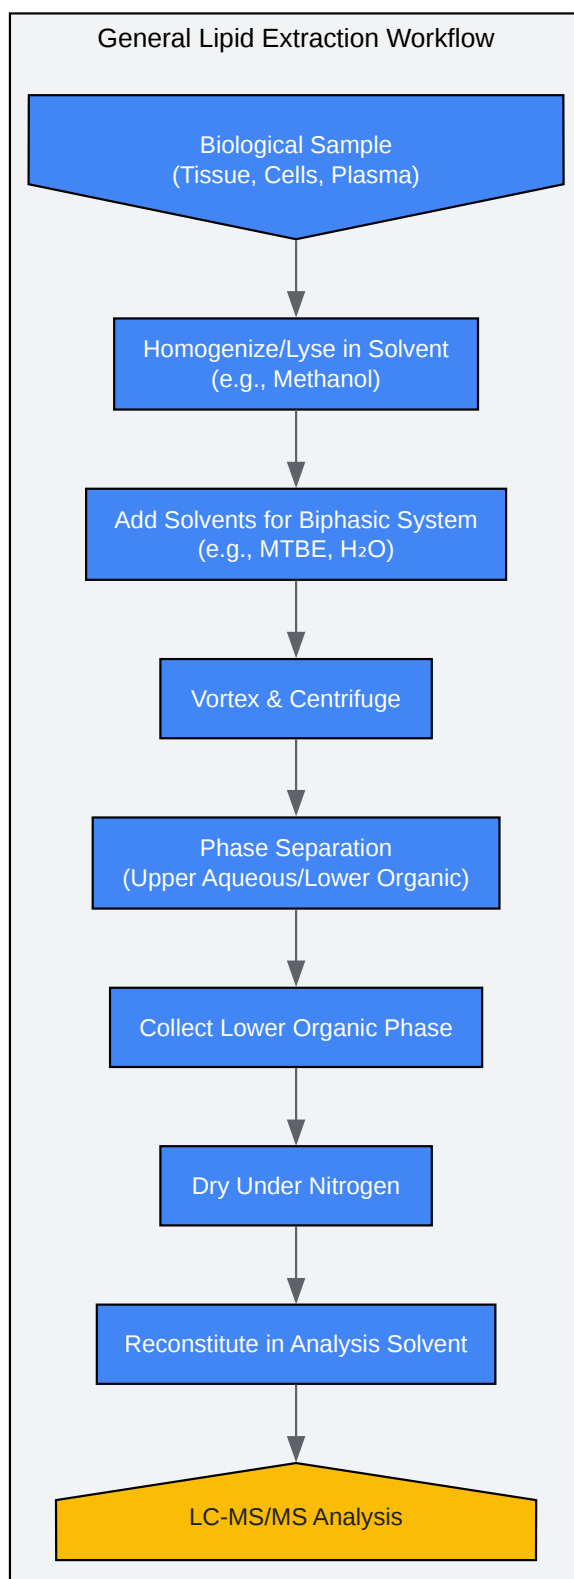 General Lipid Extraction Workflow
Biological Sample
(Tissue, Cells, Plasma)
Homogenize/Lyse in Solvent
(e.g., Methanol)
Add Solvents for Biphasic System
(e.g., MTBE, H₂O)
Vortex & Centrifuge
Phase Separation
(Upper Aqueous/Lower Organic)
Collect Lower Organic Phase
Dry Under Nitrogen
Reconstitute in Analysis Solvent
LC-MS/MS Analysis